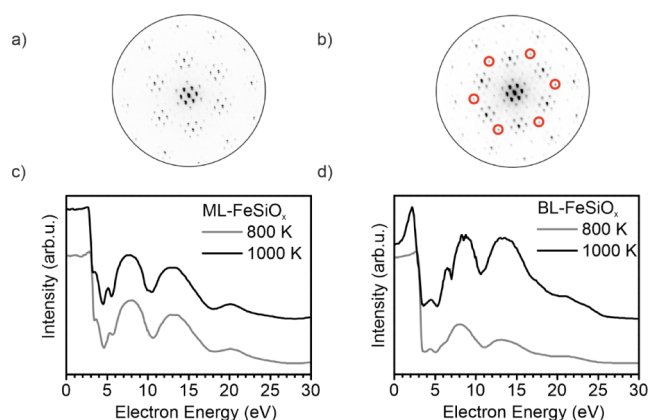 a)
b)
c)
d)
Intensity (arb.u.)
ML-FeSiOₓ
800 K
1000 K
0 5 10 15 20 25 30
Electron Energy (eV)
Intensity (arb.u.)
BL-FeSiOₓ
800 K
1000 K
0 5 10 15 20 25 30
Electron Energy (eV)